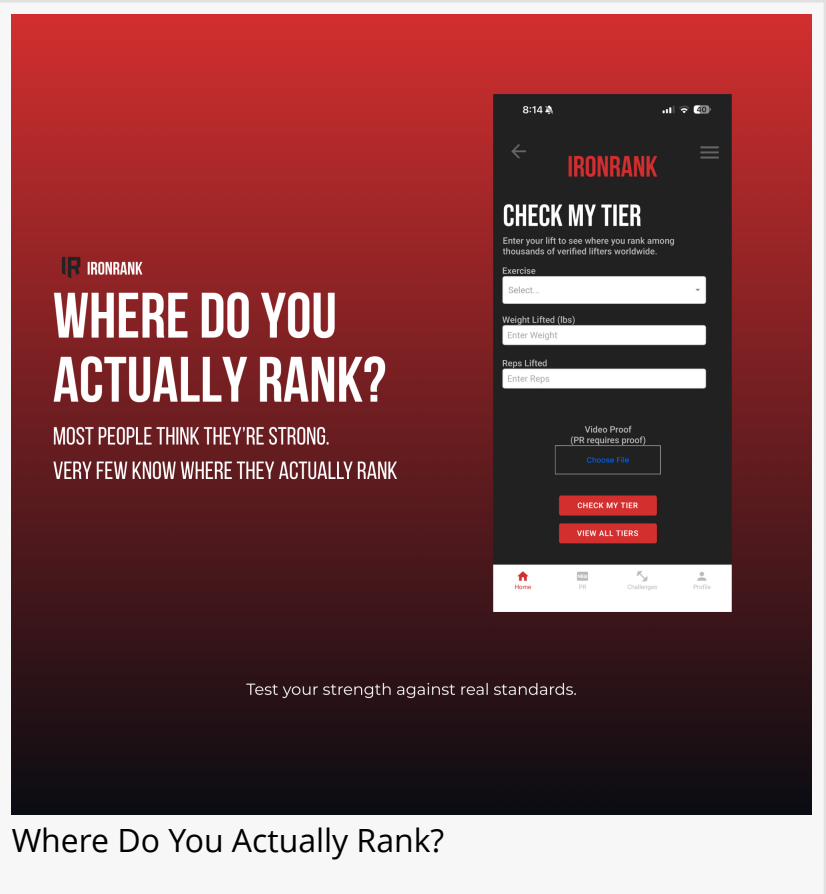 IRONRANK
WHERE DO YOU
ACTUALLY RANK?
MOST PEOPLE THINK THEY'RE STRONG.
VERY FEW KNOW WHERE THEY ACTUALLY RANK
8:14
40
IRONRANK
CHECK MY TIER
Enter your lift to see where you rank among
thousands of verified lifters worldwide.
Exercise
Select...
Weight Lifted (lbs)
Enter Weight
Reps Lifted
Enter Reps
Video Proof
(PR requires proof)
Choose File
CHECK MY TIER
VIEW ALL TIERS
Home
PR
Challenges
Profile
Test your strength against real standards.
Where Do You Actually Rank?